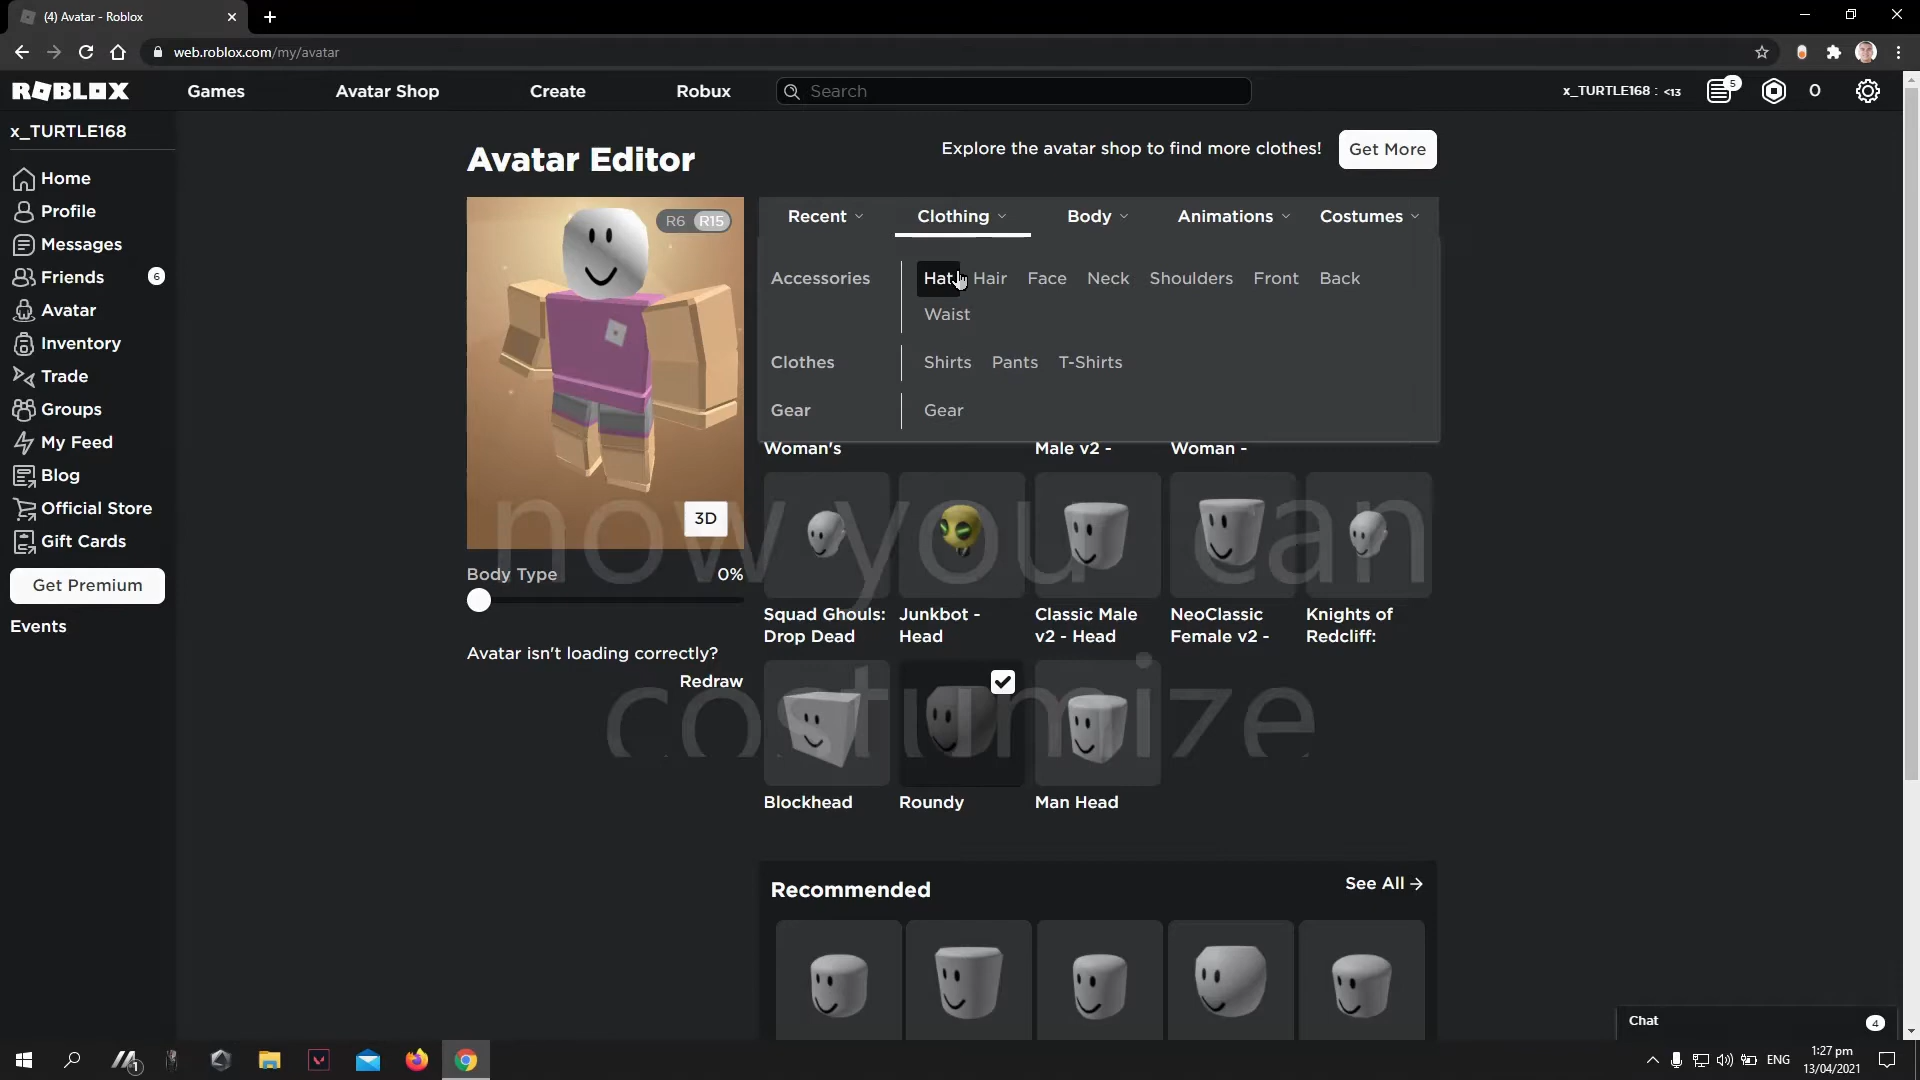 (4) Avatar - Roblox
web.roblox.com/my/avatar
ROBLOX
Games
Avatar Shop
Create
Robux
Search
x_TURTLE168 : <13
5
0
x_TURTLE168
Home
Profile
Messages
Friends
6
Avatar
Inventory
Trade
Groups
My Feed
Blog
Official Store
Gift Cards
Get Premium
Events
Avatar Editor
Explore the avatar shop to find more clothes!
Get More
R6 R15
3D
Body Type 0%
Avatar isn't loading correctly?
Redraw
Recent
Clothing
Body
Animations
Costumes
Accessories
Hat Hair Face Neck Shoulders Front Back
Waist
Clothes
Shirts Pants T-Shirts
Gear
Gear
Woman's
Male v2 -
Woman -
now you can
costumize
Squad Ghouls:
Drop Dead
Junkbot -
Head
Classic Male
v2 - Head
NeoClassic
Female v2 -
Knights of
Redcliff:
Blockhead
Roundy
Man Head
Recommended
See All
Chat
4
1
ENG
1:27 pm
13/04/2021